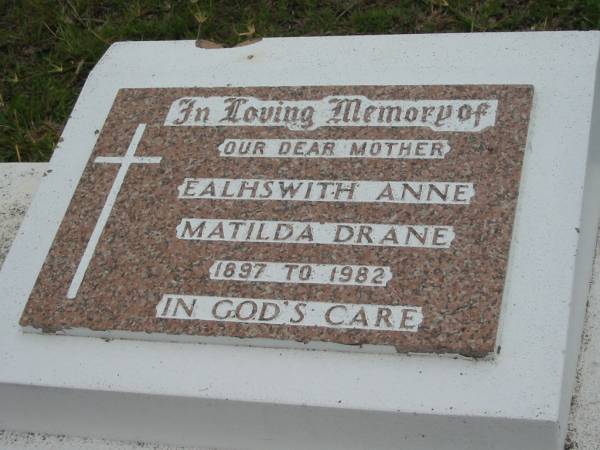 In Loving Memory of
OUR DEAR MOTHER
EALHSWITH ANNE
MATILDA DRANE
1897 TO 1982
IN GOD'S CARE